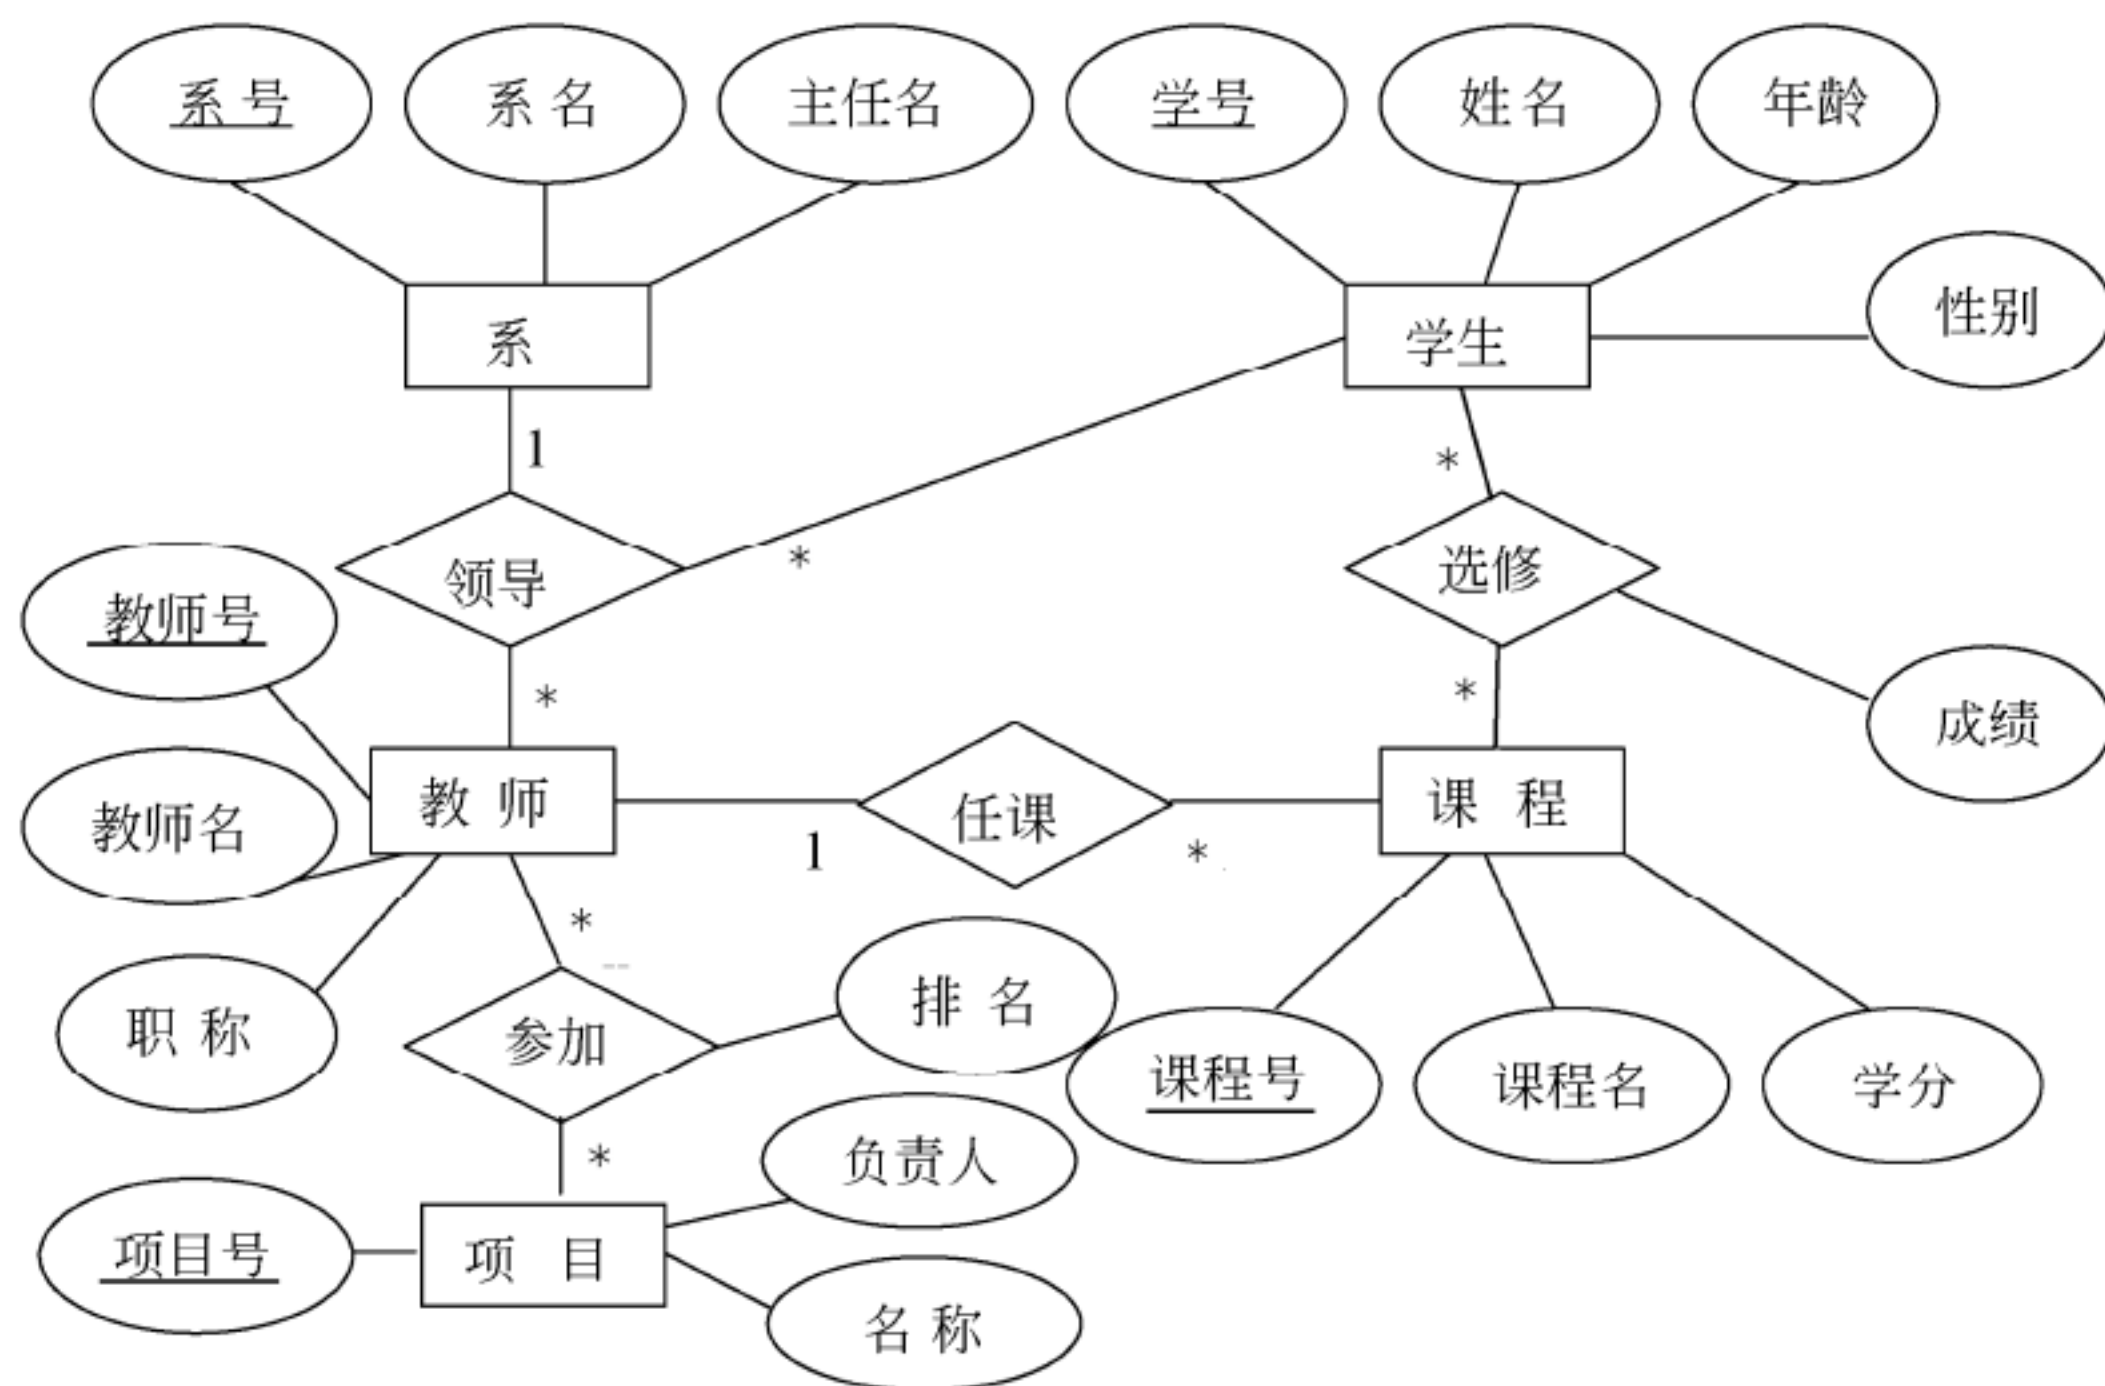 系 号
系 名
主任名
学号
姓名
年龄
性别
系
学生
1
*
*
领导
选修
教师号
*
*
成绩
教师名
教 师
任课
课 程
1
*
*
排 名
职 称
参加
课程号
课程名
学分
*
负责人
项目号
项 目
名 称